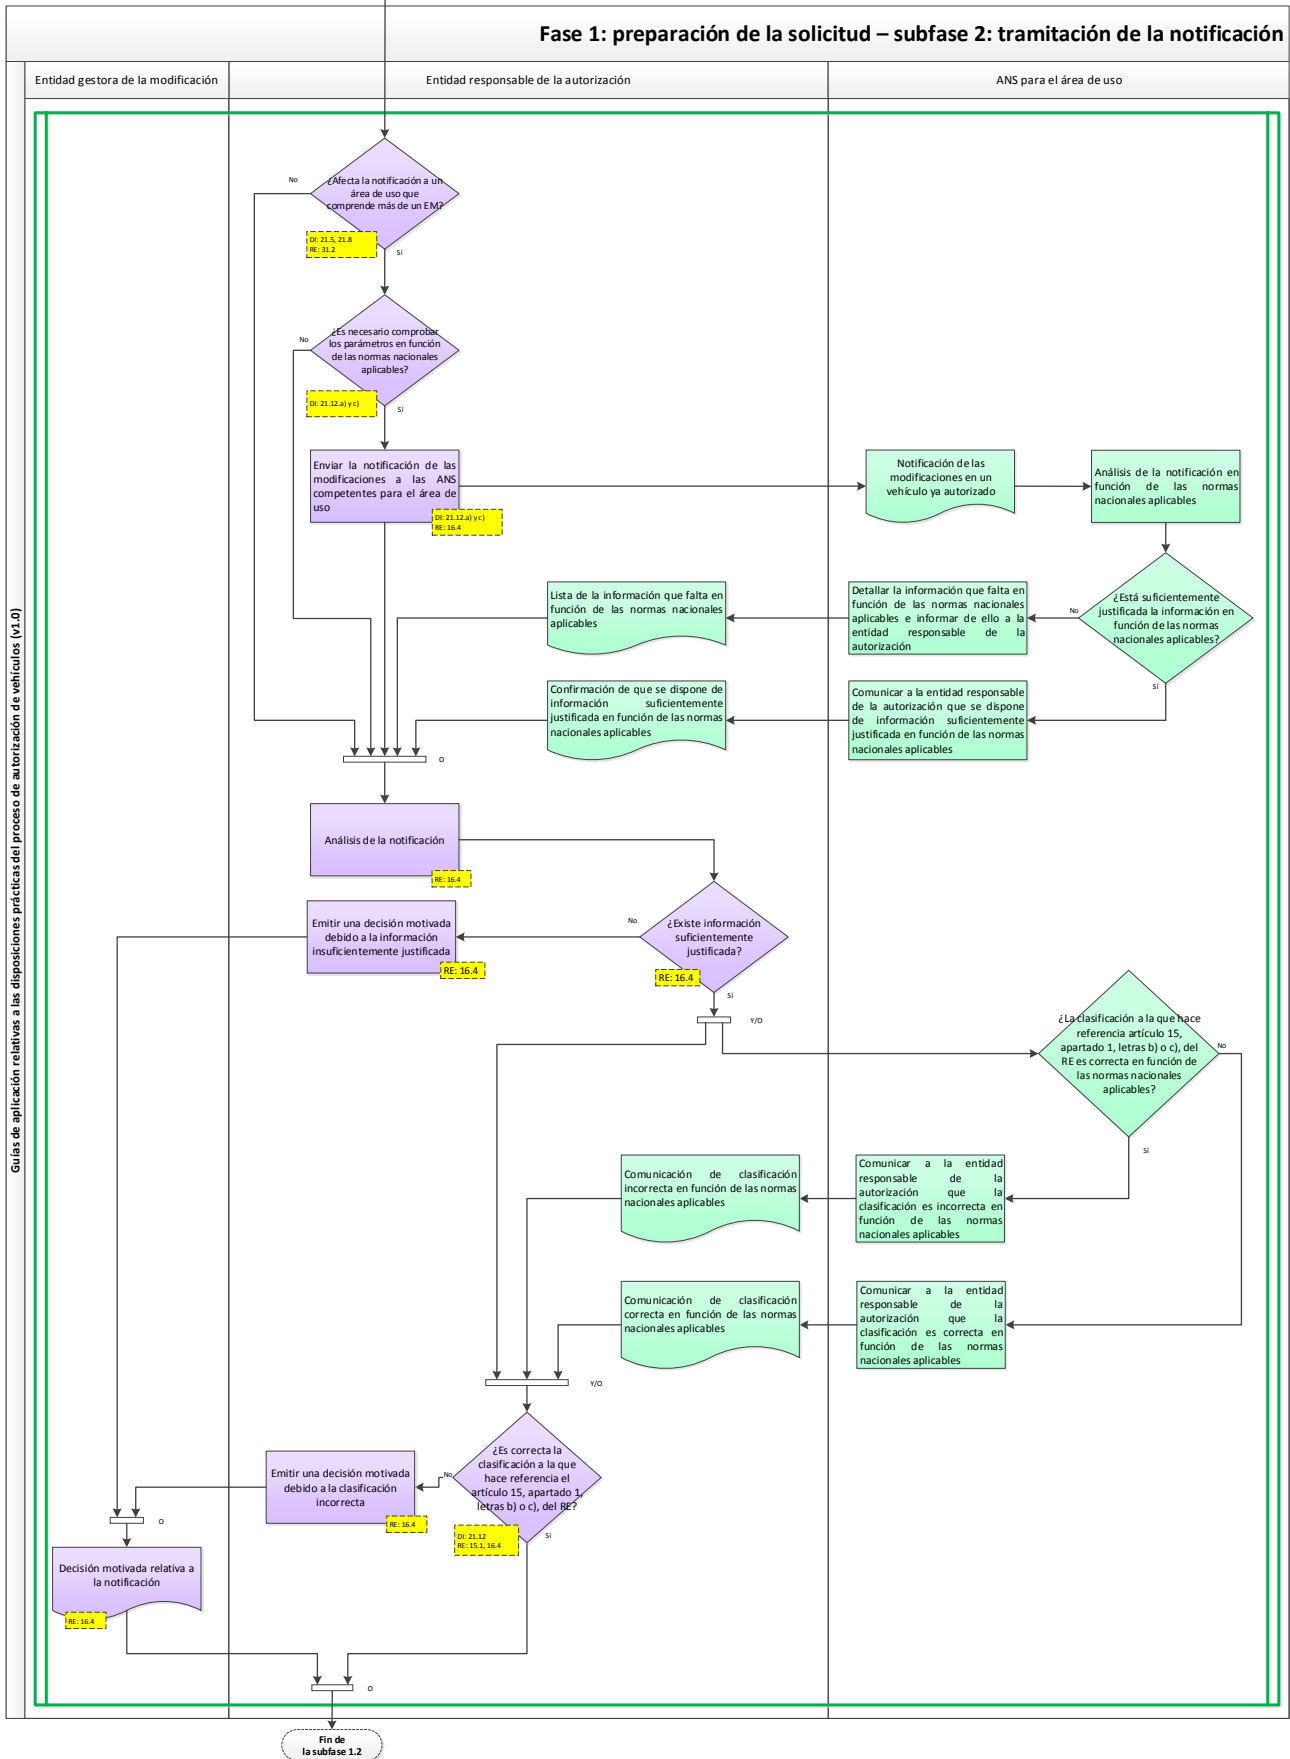 Fase 1: preparación de la solicitud – subfase 2: tramitación de la notificación
Entidad gestora de la modificación
Entidad responsable de la autorización
ANS para el área de uso
Guías de aplicación relativas a las disposiciones prácticas del proceso de autorización de vehículos (v1.0)
¿Afecta la notificación a un
área de uso que
comprende más de un EM?
No
DI: 21.5, 21.8
RE: 31.2
Sí
¿Es necesario comprobar
los parámetros en función
de las normas nacionales
aplicables?
No
DI: 21.12.a) y c)
Sí
Enviar la notificación de las
modificaciones a las ANS
competentes para el área de
uso
DI: 21.12.a) y c)
RE: 16.4
Notificación de las
modificaciones en un
vehículo ya autorizado
Análisis de la notificación en
función de las normas
nacionales aplicables
¿Está suficientemente
justificada la información en
función de las normas
nacionales aplicables?
No
Sí
Detallar la información que falta en
función de las normas nacionales
aplicables e informar de ello a la
entidad responsable de la
autorización
Lista de la información que falta en
función de las normas nacionales
aplicables
Comunicar a la entidad responsable
de la autorización que se dispone
de información suficientemente
justificada en función de las normas
nacionales aplicables
Confirmación de que se dispone de
información suficientemente
justificada en función de las normas
nacionales aplicables
O
Análisis de la notificación
RE: 16.4
¿Existe información
suficientemente
justificada?
No
RE: 16.4
Sí
Emitir una decisión motivada
debido a la información
insuficientemente justificada
RE: 16.4
Y/O
¿La clasificación a la que hace
referencia artículo 15,
apartado 1, letras b) o c), del
RE es correcta en función de
las normas nacionales
aplicables?
No
Sí
Comunicar a la entidad
responsable de la
autorización que la
clasificación es incorrecta en
función de las normas
nacionales aplicables
Comunicación de clasificación
incorrecta en función de las normas
nacionales aplicables
Comunicar a la entidad
responsable de la
autorización que la
clasificación es correcta en
función de las normas
nacionales aplicables
Comunicación de clasificación
correcta en función de las normas
nacionales aplicables
Y/O
¿Es correcta la
clasificación a la que
hace referencia el
artículo 15, apartado 1,
letras b) o c), del RE?
No
DI: 21.12
RE: 15.1, 16.4
Sí
Emitir una decisión motivada
debido a la clasificación
incorrecta
RE: 16.4
O
Decisión motivada relativa a
la notificación
RE: 16.4
O
Fin de
la subfase 1.2